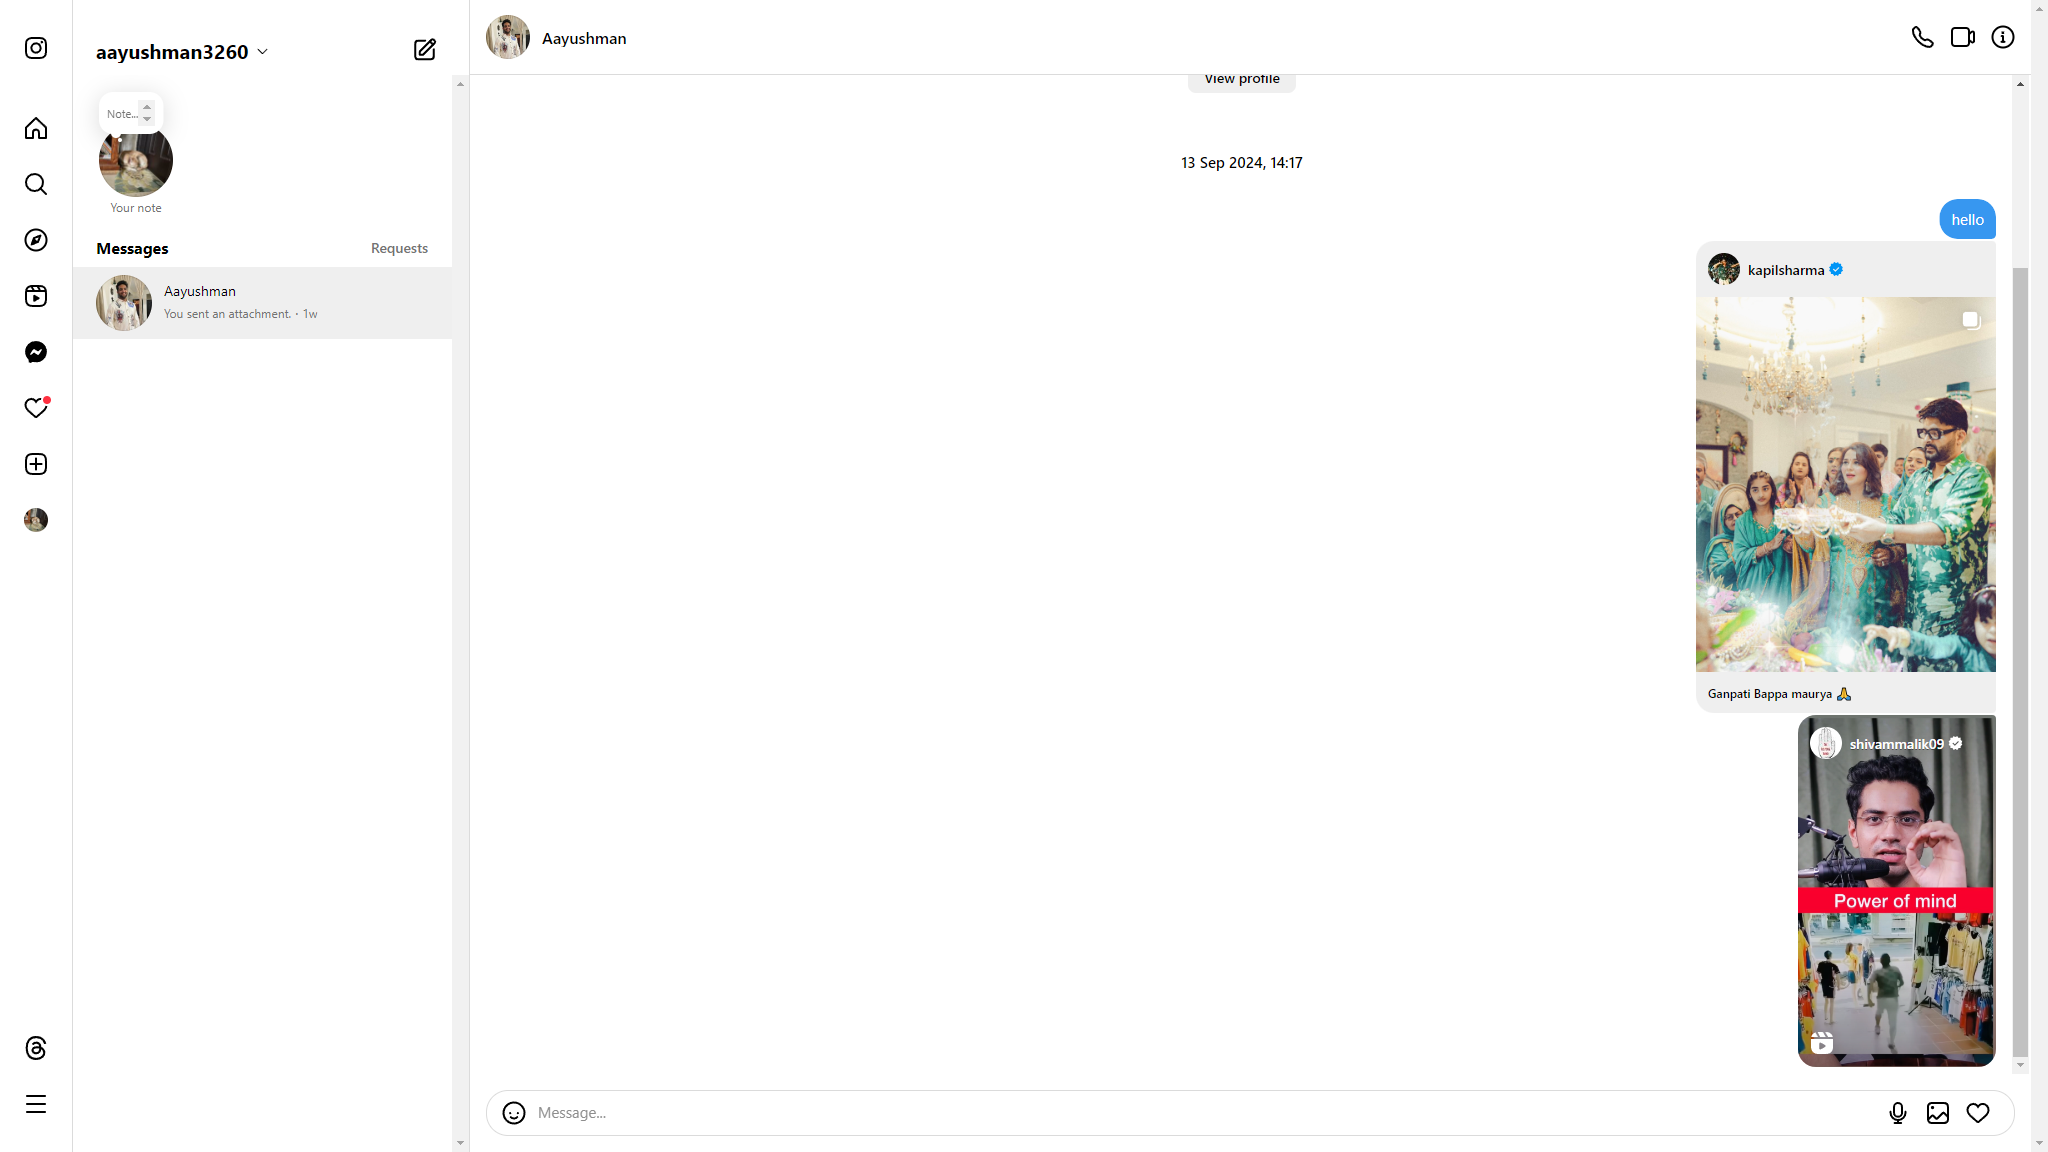 aayushman3260
Note...
Your note
Messages
Requests
Aayushman
You sent an attachment. · 1w
Aayushman
View profile
13 Sep 2024, 14:17
hello
kapilsharma
Ganpati Bappa maurya 🙏
shivammalik09
Power of mind
Message...